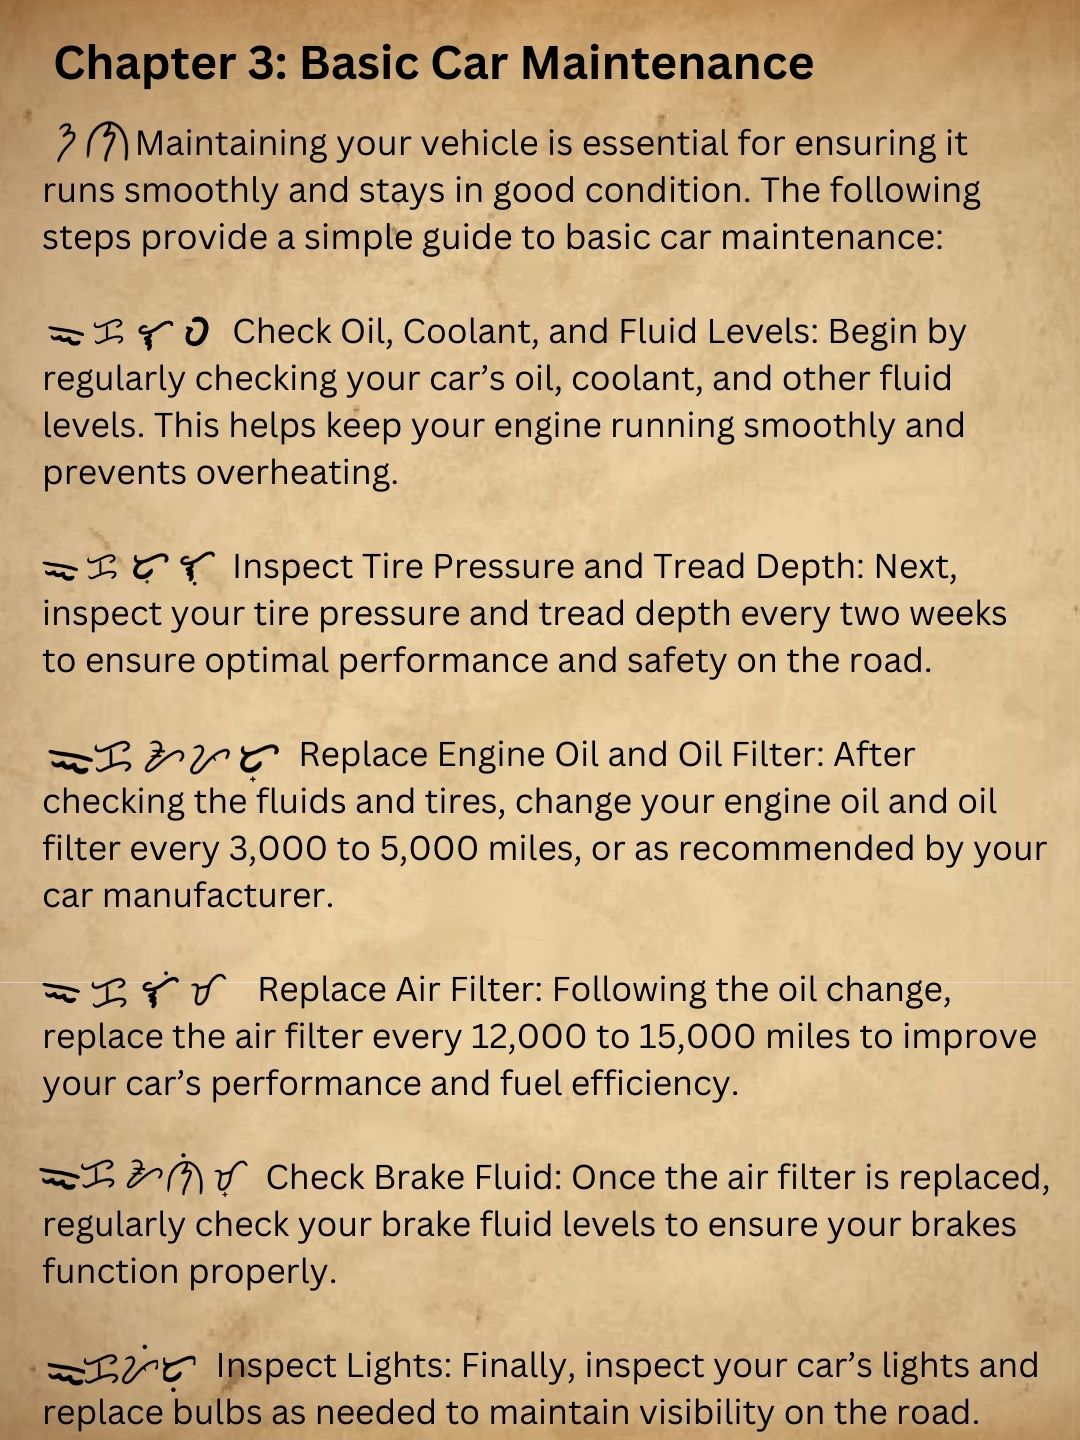 Chapter 3: Basic Car Maintenance
ᜂᜈ Maintaining your vehicle is essential for ensuring it
runs smoothly and stays in good condition. The following
steps provide a simple guide to basic car maintenance:
ᜁᜃᜎᜏ Check Oil, Coolant, and Fluid Levels: Begin by
regularly checking your car’s oil, coolant, and other fluid
levels. This helps keep your engine running smoothly and
prevents overheating.
ᜁᜃᜆ᜔ᜎᜓ Inspect Tire Pressure and Tread Depth: Next,
inspect your tire pressure and tread depth every two weeks
to ensure optimal performance and safety on the road.
ᜁᜃᜀᜉᜆ᜔ Replace Engine Oil and Oil Filter: After
checking the fluids and tires, change your engine oil and oil
filter every 3,000 to 5,000 miles, or as recommended by your
car manufacturer.
ᜁᜃᜎᜒᜋ Replace Air Filter: Following the oil change,
replace the air filter every 12,000 to 15,000 miles to improve
your car’s performance and fuel efficiency.
ᜁᜃᜀᜈᜒᜋ᜔ Check Brake Fluid: Once the air filter is replaced,
regularly check your brake fluid levels to ensure your brakes
function properly.
ᜁᜃᜉᜒᜆᜓ Inspect Lights: Finally, inspect your car’s lights and
replace bulbs as needed to maintain visibility on the road.